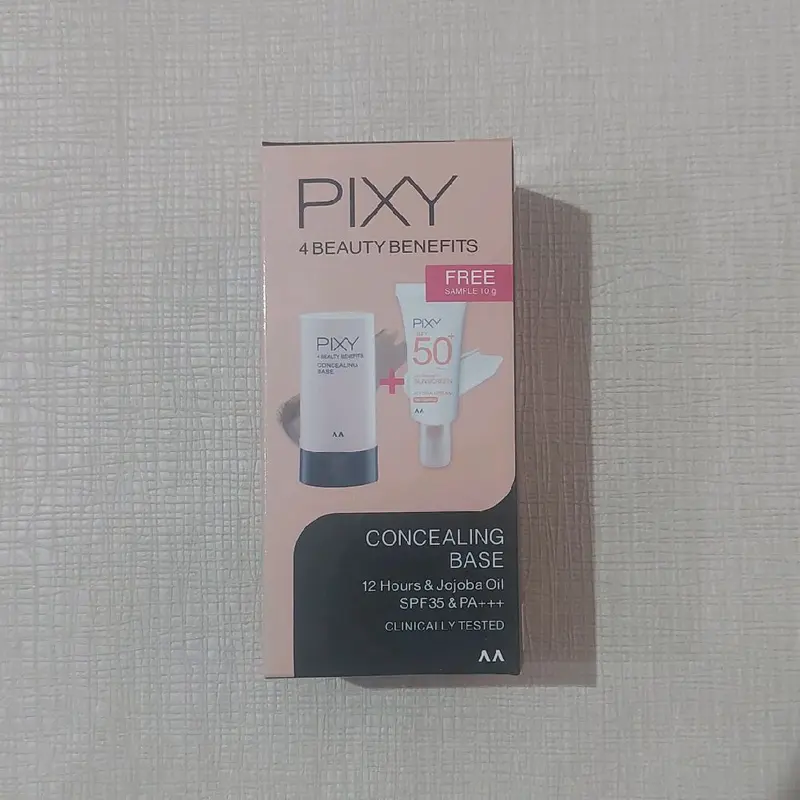 PIXY
4 BEAUTY BENEFITS
FREE
SAMPLE 10 g
PIXY
4 BEAUTY BENEFITS
CONCEALING
BASE
PIXY
50+
SUNSCREEN
CONCEALING
BASE
12 Hours & Jojoba Oil
SPF35 & PA+++
CLINICALLY TESTED